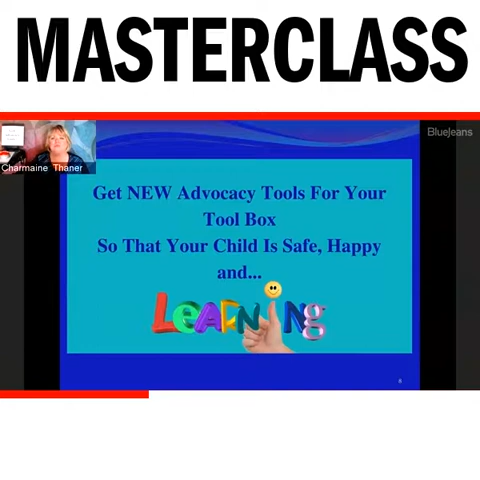 MASTERCLASS
BlueJeans
Charmaine Thaner
Get NEW Advocacy Tools For Your
Tool Box
So That Your Child Is Safe, Happy
and...
LEARNiNg